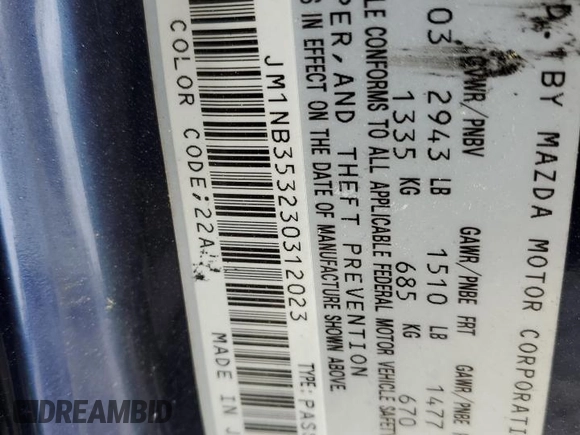 D. BY MAZDA MOTOR CORPORATI
GVWR/PNBV GAWR/PNBE FRT GAWR/PNBE
03 2943 LB 1510 LB 1477
1335 KG 685 KG 670
LE CONFORMS TO ALL APPLICABLE FEDERAL MOTOR VEHICLE SAFET
PER, AND THEFT PREVENTION
S IN EFFECT ON THE DATE OF MANUFACTURE SHOWN ABOVE
JM1NB353230312023 TYPE:PASS
COLOR CODE:22A MADE IN J
DREAMBID